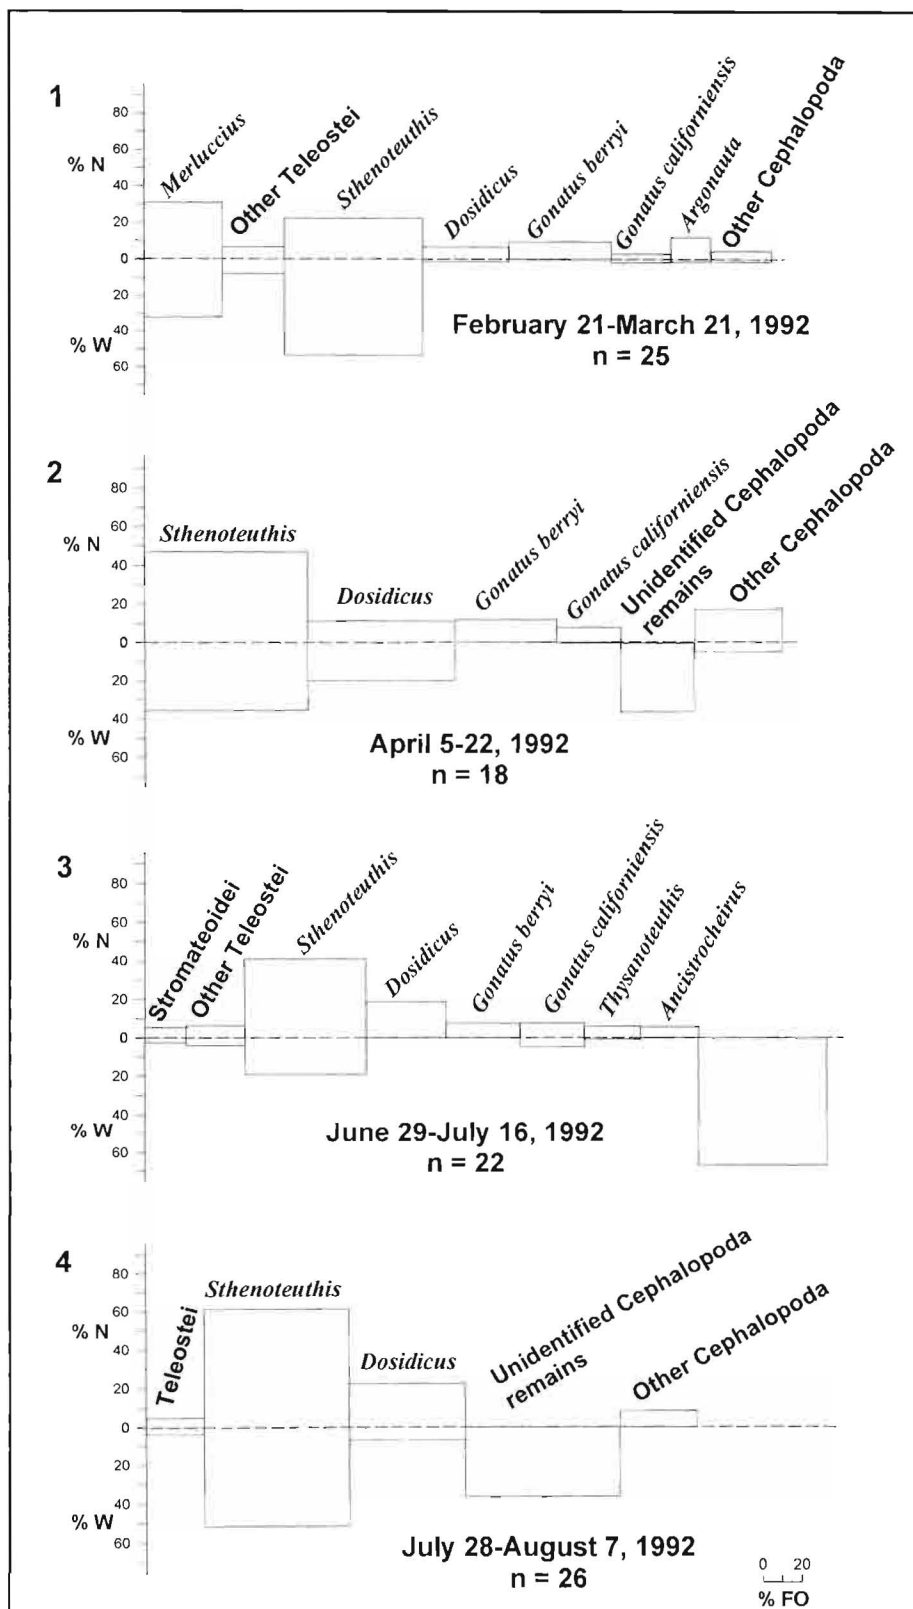 1
Merluccius
Other Teleostei
Sthenoteuthis
Dosidicus
Gonatus berryi
Gonatus californiensis
Argonauta
Other Cephalopoda
80
% N
60
40
20
0
20
40
% W
60
February 21-March 21, 1992
n = 25
2
Sthenoteuthis
Dosidicus
Gonatus berryi
Gonatus californiensis
Unidentified Cephalopoda
remains
Other Cephalopoda
80
60
% N
40
20
0
20
40
% W
60
April 5-22, 1992
n = 18
3
Stromateoidei
Other Teleostei
Sthenoteuthis
Dosidicus
Gonatus berryi
Gonatus californiensis
Thysanoteuthis
Ancistrocheirus
80
60
% N
40
20
0
20
40
% W
60
June 29-July 16, 1992
n = 22
4
Teleostei
Sthenoteuthis
Dosidicus
Unidentified Cephalopoda
remains
Other Cephalopoda
80
60
% N
40
20
0
20
40
% W
60
July 28-August 7, 1992
n = 26
0 20
% FO